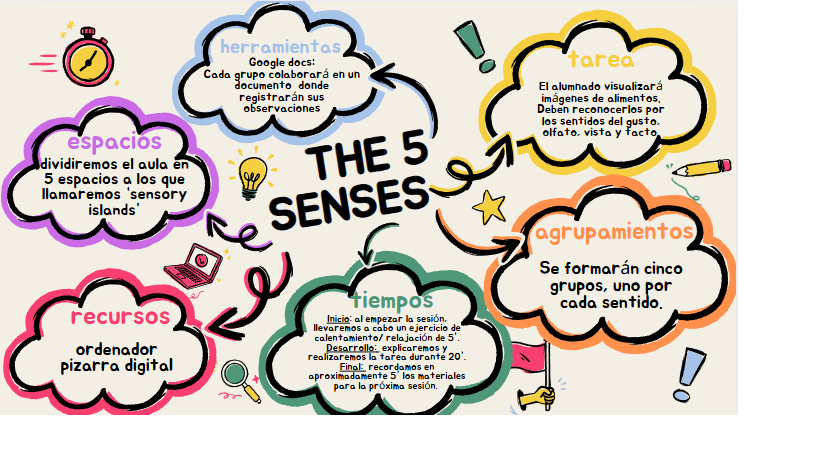 herramientas
Google docs:
Cada grupo colaborará en un
documento donde
registrarán sus
observaciones
tarea
El alumnado visualizará
imágenes de alimentos.
Deben reconocerlos por
los sentidos del gusto,
olfato, vista y tacto.
espacios
dividiremos el aula en
5 espacios a los que
llamaremos 'sensory
islands'
THE 5
SENSES
agrupamientos
Se formarán cinco
grupos, uno por
cada sentido.
recursos
ordenador
pizarra digital
tiempos
Inicio: al empezar la sesión,
llevaremos a cabo un ejercicio de
calentamiento/ relajación de 5'.
Desarrollo: explicaremos y
realizaremos la tarea durante 20'.
Final: recordamos en
aproximadamente 5' los materiales
para la próxima sesión.